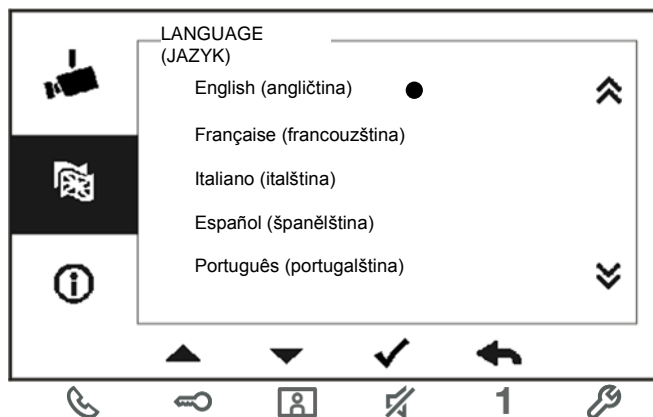 LANGUAGE
(JAZYK)
English (angličtina)
Française (francouzština)
Italiano (italština)
Español (španělština)
Português (portugalština)
1